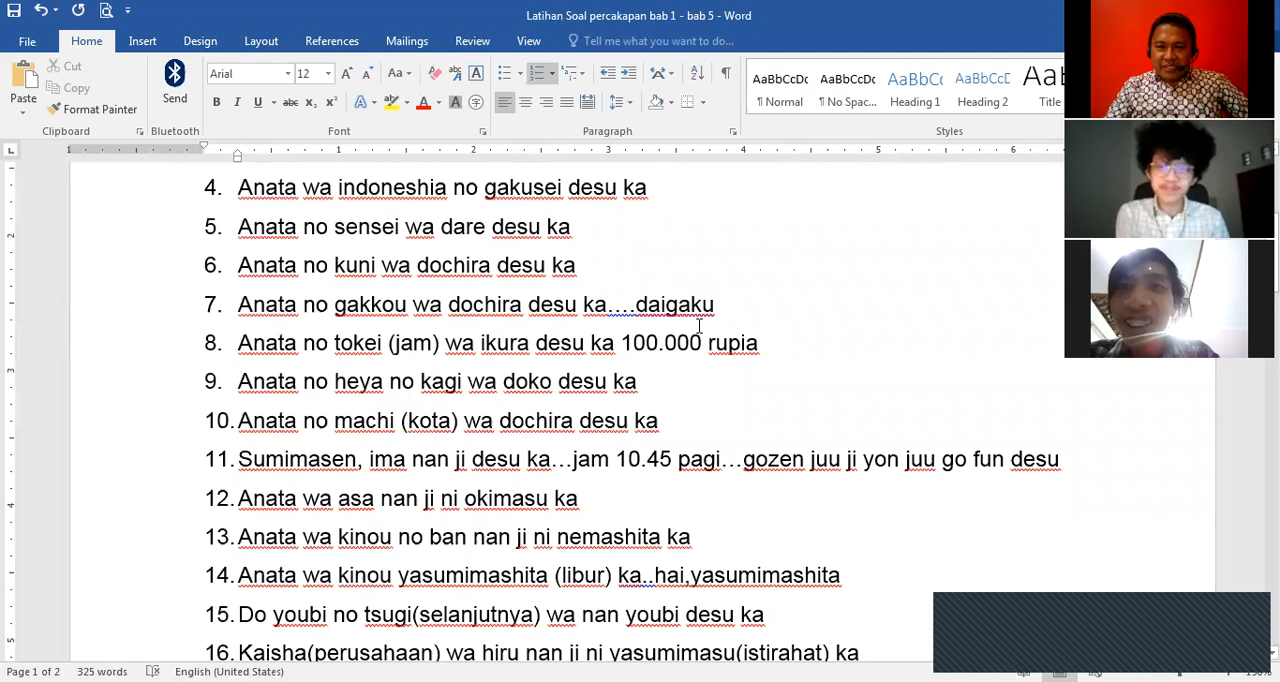 Latihan Soal percakapan bab 1 - bab 5 - Word
File Home Insert Design Layout References Mailings Review View Tell me what you want to do...
Cut
Copy
Format Painter
Paste
Send
Arial 12
AaBbCcDc AaBbCcDc AaBbCc AaBbCcD Aa
¶ Normal ¶ No Spac... Heading 1 Heading 2 Title
Clipboard Bluetooth Font Paragraph Styles
1 1 2 3 4 5 6
4. Anata wa indoneshia no gakusei desu ka
5. Anata no sensei wa dare desu ka
6. Anata no kuni wa dochira desu ka
7. Anata no gakkou wa dochira desu ka….daigaku
8. Anata no tokei (jam) wa ikura desu ka 100.000 rupia
9. Anata no heya no kagi wa doko desu ka
10. Anata no machi (kota) wa dochira desu ka
11. Sumimasen, ima nan ji desu ka…jam 10.45 pagi…gozen juu ji yon juu go fun desu
12. Anata wa asa nan ji ni okimasu ka
13. Anata wa kinou no ban nan ji ni nemashita ka
14. Anata wa kinou yasumimashita (libur) ka..hai,yasumimashita
15. Do youbi no tsugi(selanjutnya) wa nan youbi desu ka
16. Kaisha(perusahaan) wa hiru nan ji ni yasumimasu(istirahat) ka
Page 1 of 2 325 words English (United States)